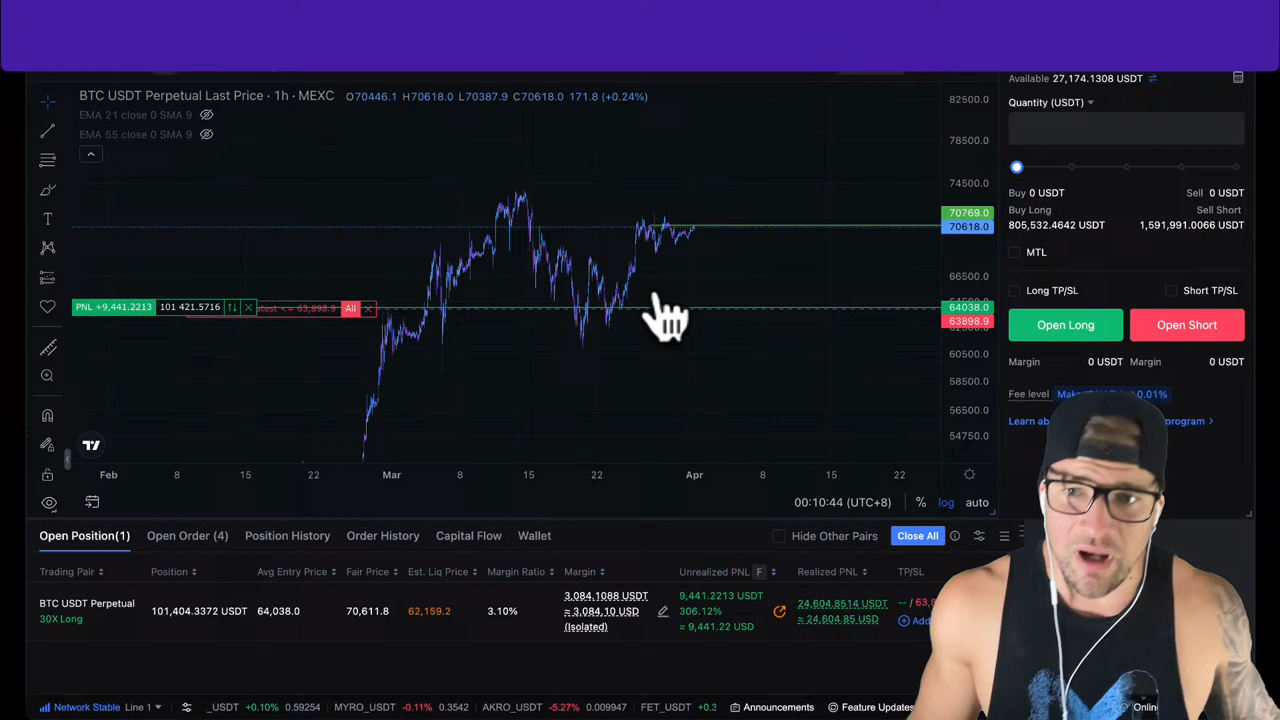 BTC USDT Perpetual Last Price · 1h · MEXC O70446.1 H70618.0 L70387.9 C70618.0 171.8 (+0.24%)
EMA 21 close 0 SMA 9
EMA 55 close 0 SMA 9
82500.0
78500.0
74500.0
70769.0
70618.0
66500.0
64038.0
63898.9
60500.0
58500.0
56500.0
54750.0
PNL +9,441.2213 101 421.5716
<= 63,898.9 All
Feb 8 15 22 Mar 8 15 22 Apr 8 15 22
00:10:44 (UTC+8) % log auto
Available 27,174.1308 USDT
Quantity (USDT)
Buy 0 USDT Sell 0 USDT
Buy Long Sell Short
805,532.4642 USDT 1,591,991.0066 USDT
MTL
Long TP/SL Short TP/SL
Open Long Open Short
Margin 0 USDT Margin 0 USDT
Fee level 0.01%
Learn program >
Open Position(1) Open Order (4) Position History Order History Capital Flow Wallet Hide Other Pairs Close All
Trading Pair Position Avg Entry Price Fair Price Est. Liq Price Margin Ratio Margin Unrealized PNL F Realized PNL TP/SL
BTC USDT Perpetual
30X Long
101,404.3372 USDT 64,038.0 70,611.8 62,159.2 3.10%
3,084.1088 USDT
≈ 3,084.10 USD
(Isolated)
9,441.2213 USDT
306.12%
≈ 9,441.22 USD
24,604.8514 USDT
≈ 24,604.85 USD
-- / 63,8
Add
Network Stable Line 1 _USDT +0.10% 0.59254 MYRO_USDT -0.11% 0.3542 AKRO_USDT -5.27% 0.009947 FET_USDT +0.3 Announcements Feature Updates Onlin